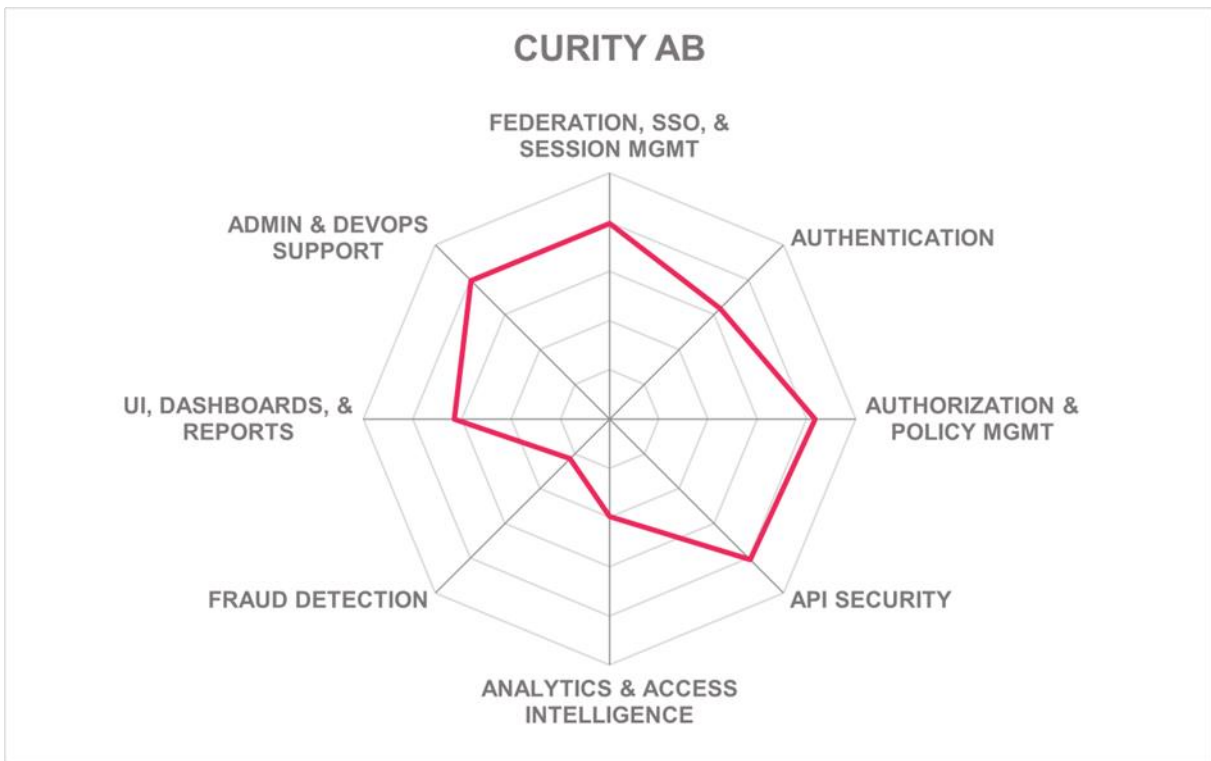 CURITY AB
FEDERATION, SSO, &
SESSION MGMT
ADMIN & DEVOPS
SUPPORT
AUTHENTICATION
UI, DASHBOARDS, &
REPORTS
AUTHORIZATION &
POLICY MGMT
FRAUD DETECTION
API SECURITY
ANALYTICS & ACCESS
INTELLIGENCE